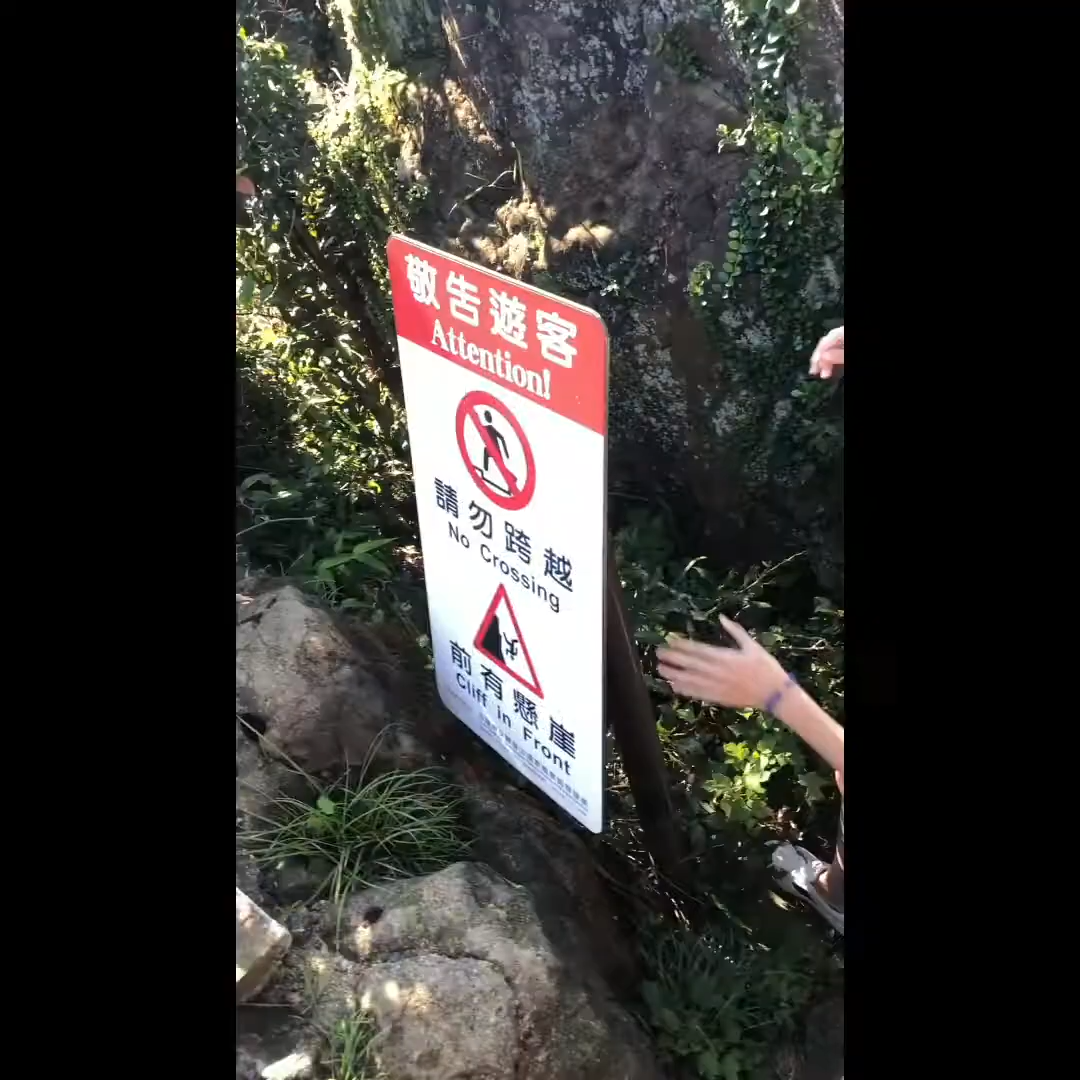 敬告遊客
Attention!
請勿跨越
No Crossing
前有懸崖
Cliff in Front